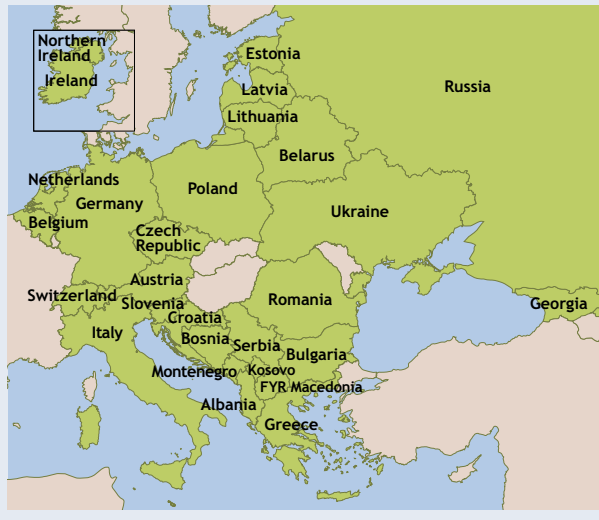 Northern
Ireland
Ireland
Estonia
Russia
Latvia
Lithuania
Belarus
Netherlands
Poland
Germany
Ukraine
Belgium
Czech
Republic
Austria
Switzerland
Slovenia
Romania
Georgia
Croatia
Italy
Bosnia
Serbia
Bulgaria
Montenegro
Kosovo
FYR Macedonia
Albania
Greece